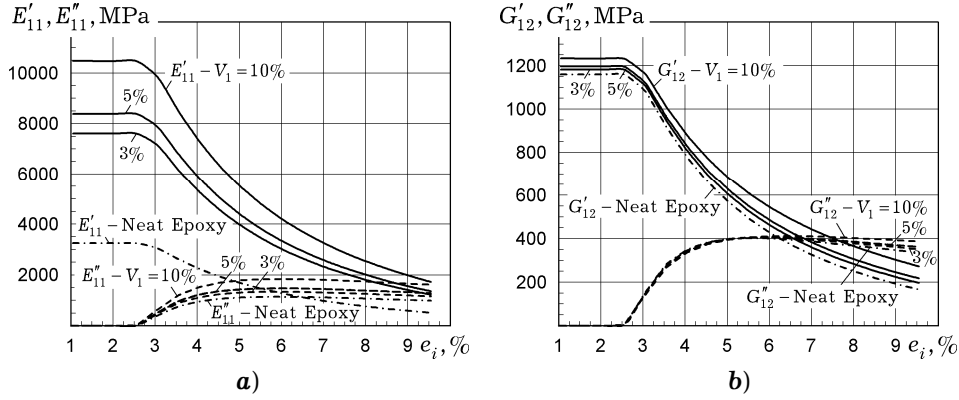 E′11, E″11, MPa
10000
8000
6000
4000
2000
E′11 – V1 = 10%
5%
3%
E′11 – Neat Epoxy
E″11 – V1 = 10%
5%
3%
E″11 – Neat Epoxy
1 2 3 4 5 6 7 8 9 ei, %
a)
G′12, G″12, MPa
1200
1000
800
600
400
200
G′12 – V1 = 10%
3%
5%
G′12 – Neat Epoxy
G″12 – V1 = 10%
5%
3%
G″12 – Neat Epoxy
1 2 3 4 5 6 7 8 9 ei, %
b)